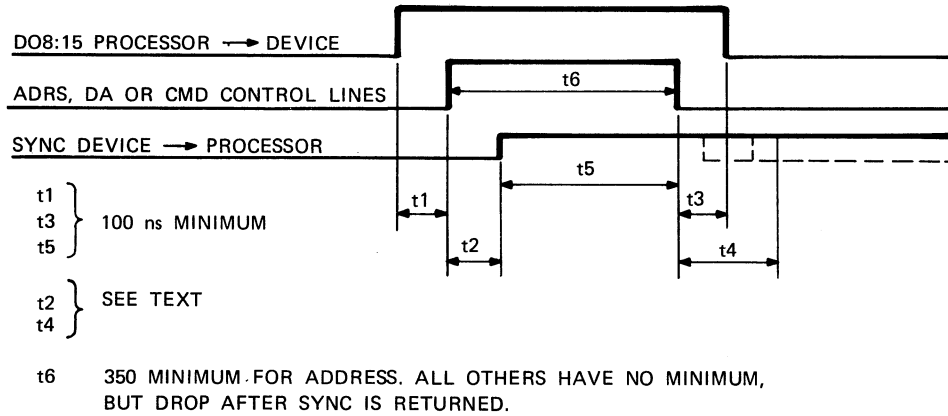 DO8:15 PROCESSOR → DEVICE
t6
ADRS, DA OR CMD CONTROL LINES
SYNC DEVICE → PROCESSOR
t5
t1
t3
t2
t4
t1
t3
t5
100 ns MINIMUM
t2
t4
SEE TEXT
t6 350 MINIMUM FOR ADDRESS. ALL OTHERS HAVE NO MINIMUM,
BUT DROP AFTER SYNC IS RETURNED.